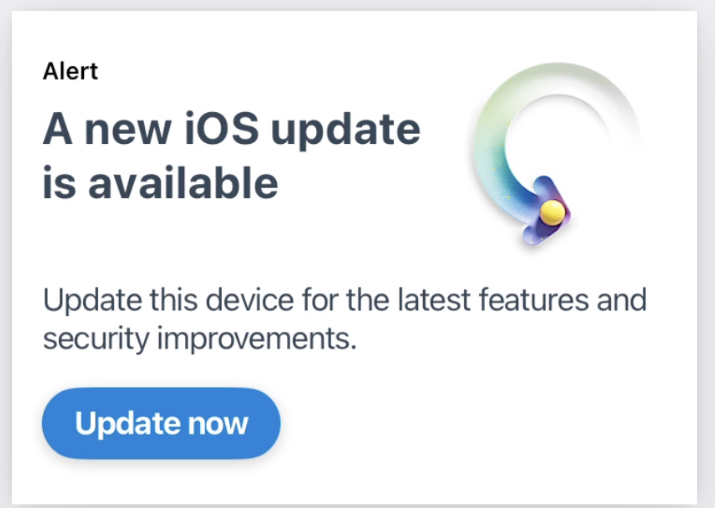 Alert
A new iOS update
is available
Update this device for the latest features and
security improvements.
Update now